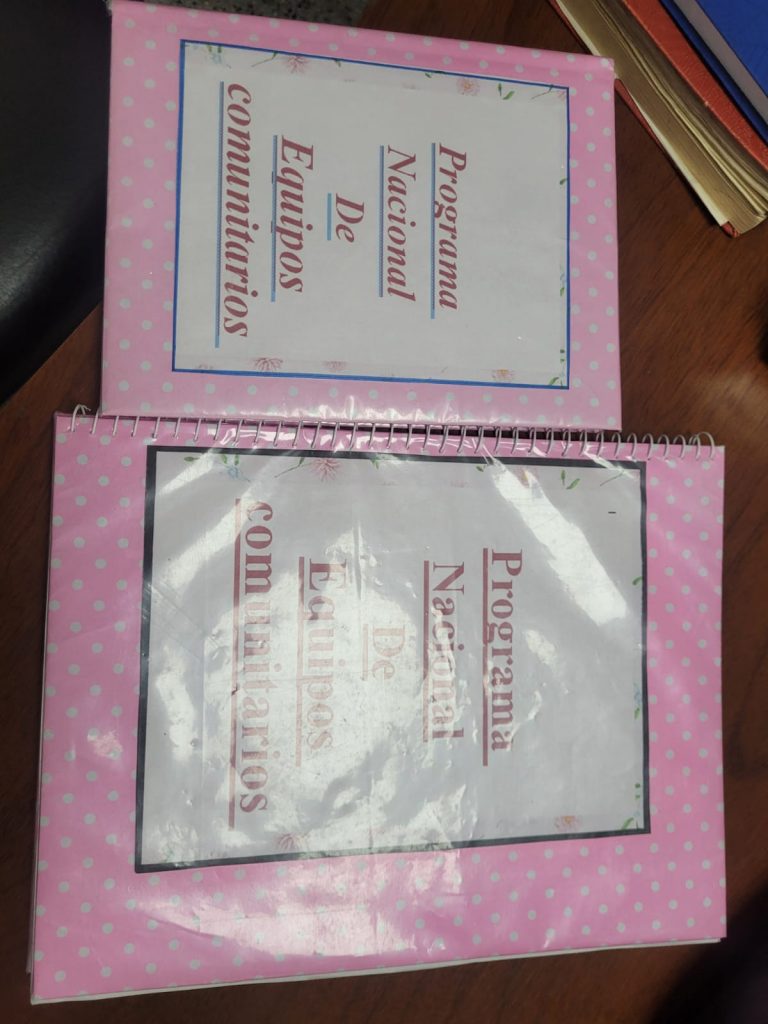 Programa
Nacional
De
Equipos
comunitarios
Programa
Nacional
De
Equipos
comunitarios